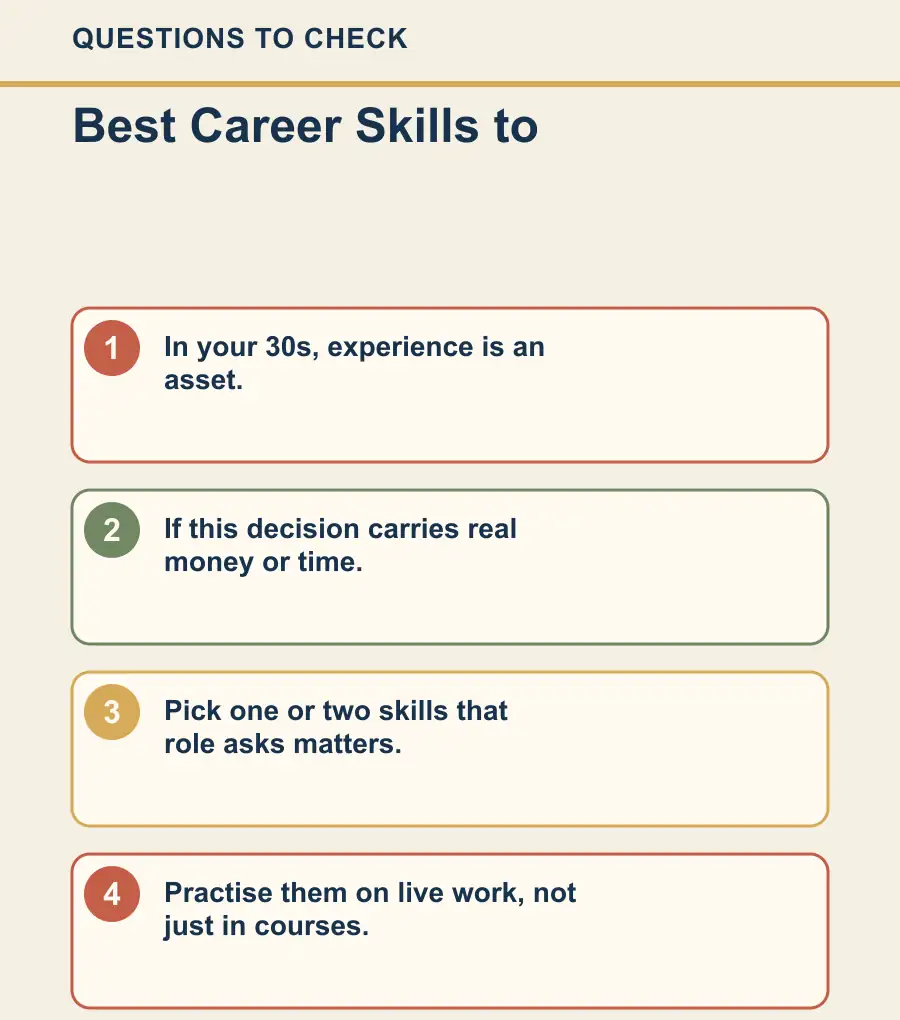 QUESTIONS TO CHECK
Best Career Skills to
1
In your 30s, experience is an
asset.
2
If this decision carries real
money or time.
3
Pick one or two skills that
role asks matters.
4
Practise them on live work, not
just in courses.